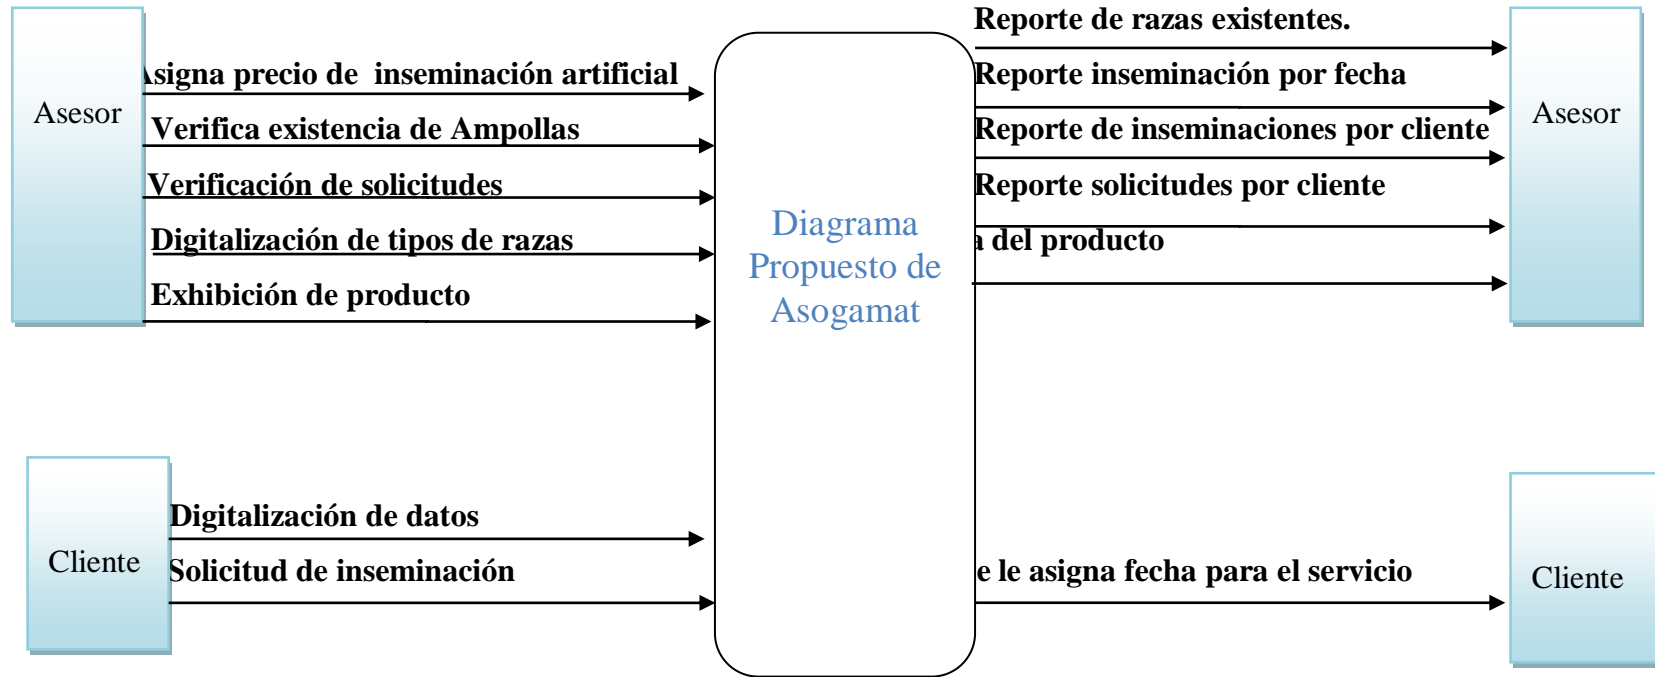 Asesor
signa precio de inseminación artificial
Verifica existencia de Ampollas
Verificación de solicitudes
Digitalización de tipos de razas
Exhibición de producto
Cliente
Digitalización de datos
Solicitud de inseminación
Diagrama
Propuesto de
Asogamat
Reporte de razas existentes.
Reporte inseminación por fecha
Reporte de inseminaciones por cliente
Reporte solicitudes por cliente
a del producto
Asesor
e le asigna fecha para el servicio
Cliente